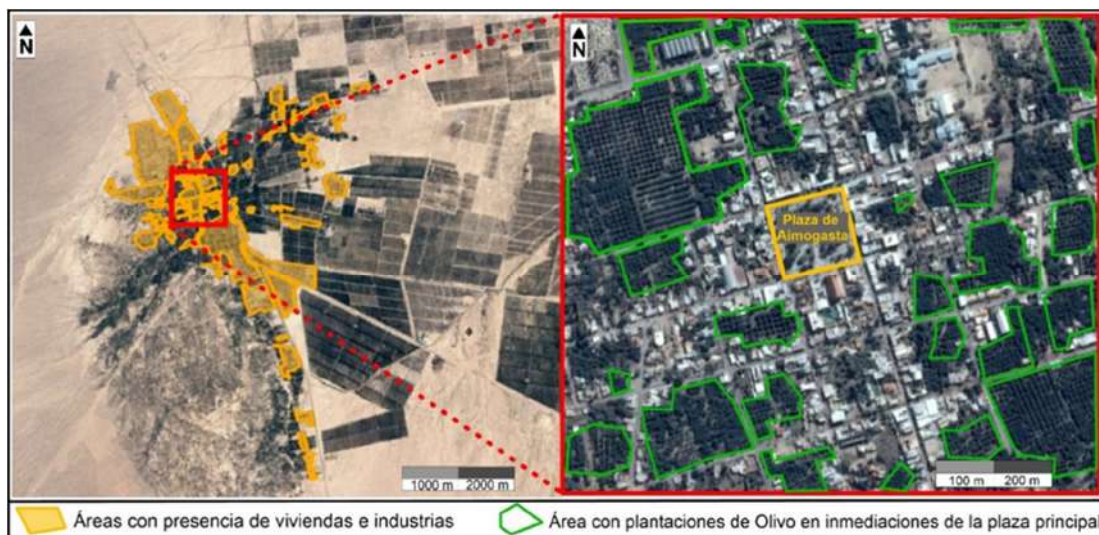 N
N
Plaza de
Aimogasta
1000 m 2000 m
100 m 200 m
Áreas con presencia de viviendas e industrias
Área con plantaciones de Olivo en inmediaciones de la plaza principal